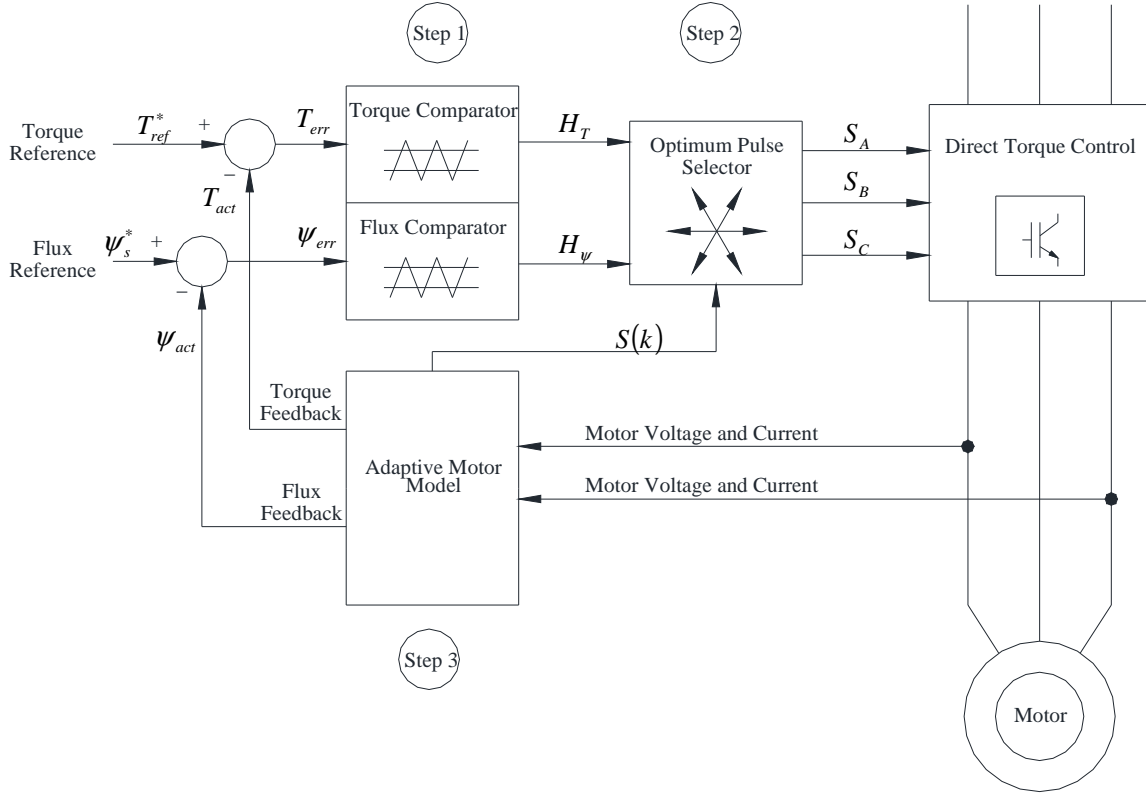 Step 1
Step 2
Torque
Reference
T*ref
+
−
Terr
Tact
Torque Comparator
HT
Optimum Pulse
Selector
SA
SB
SC
Direct Torque Control
Flux
Reference
ψ*s
+
−
ψerr
ψact
Flux Comparator
Hψ
S(k)
Torque
Feedback
Flux
Feedback
Adaptive Motor
Model
Motor Voltage and Current
Motor Voltage and Current
Step 3
Motor